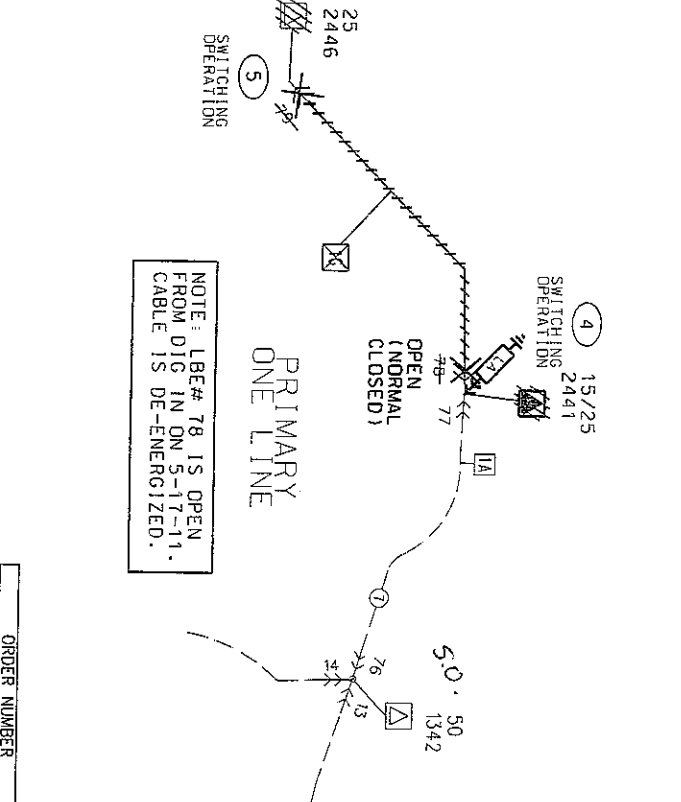 25
2446
SWITCHING
OPERATION
5
79
4
SWITCHING
OPERATION
15/25
2441
LA
78
OPEN
(NORMAL
CLOSED)
77
1A
PRIMARY
ONE LINE
NOTE: LBE# 78 IS OPEN
FROM DIG IN ON 5-17-11.
CABLE IS DE-ENERGIZED.
7
76
14
13
S.O.
50
1342
ORDER NUMBER